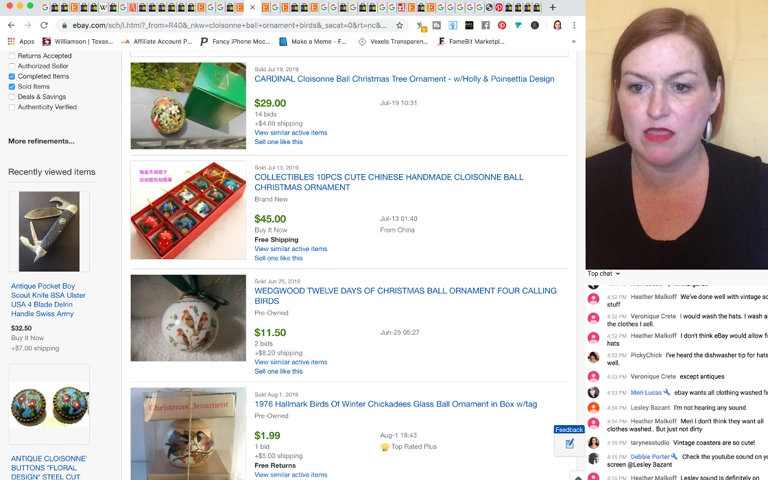 ebay.com/sch/i.html?_from=R40&_nkw=cloisonne+ball+ornament+birds&_sacat=0&rt=nc&...
Apps
Williamson | Texas...
Affiliate Account P...
Fancy iPhone Moc...
Make a Meme - F...
Vexels Transparen...
FameBit Marketpl...
Returns Accepted
Authorized Seller
Completed Items
Sold Items
Deals & Savings
Authenticity Verified
More refinements...
Recently viewed items
Antique Pocket Boy
Scout Knife BSA Ulster
USA 4 Blade Delrin
Handle Swiss Army
$32.50
Buy It Now
+$7.00 shipping
ANTIQUE CLOISONNE'
BUTTONS "FLORAL
DESIGN" STEEL CUT
Sold Jul 19, 2019
CARDINAL Cloisonne Ball Christmas Tree Ornament - w/Holly & Poinsettia Design
$29.00
Jul-19 10:31
14 bids
+$4.69 shipping
View similar active items
Sell one like this
Sold Jul 13, 2019
COLLECTIBLES 10PCS CUTE CHINESE HANDMADE CLOISONNE BALL
CHRISTMAS ORNAMENT
Brand New
$45.00
Jul-13 01:40
Buy It Now
From China
Free Shipping
View similar active items
Sell one like this
Sold Jun 25, 2019
WEDGWOOD TWELVE DAYS OF CHRISTMAS BALL ORNAMENT FOUR CALLING
BIRDS
Pre-Owned
$11.50
Jun-25 05:27
2 bids
+$8.20 shipping
View similar active items
Sell one like this
Christmas Ornament
Sold Aug 1, 2019
1976 Hallmark Birds Of Winter Chickadees Glass Ball Ornament in Box w/tag
Pre-Owned
$1.99
Aug-1 18:43
1 bid
Top Rated Plus
+$5.00 shipping
Free Returns
View similar active items
Feedback
Top chat
4:52 PM Heather Malkoff We've done well with vintage so
stuff
4:52 PM Veronique Crete I would wash the hats. I wash a
the clothes I sell.
4:52 PM Heather Malkoff I don't think eBay would allow f
hats
4:53 PM PickyChick I've heard the dishwasher tip for hats
well.
4:53 PM Veronique Crete except antiques
4:53 PM Meri Lucas ebay wants all clothing washed fi
4:54 PM Lesley Bazant I'm not hearing any sound
4:54 PM Heather Malkoff Meri I don't think they want all
clothes washed.. But just not dirty
4:55 PM tarynesstudio Vintage coasters are so cute!
4:55 PM Debbie Porter Check the youtube sound on yo
screen @Lesley Bazant
4:55 PM Heather Malkoff Lesley sound is definitely on